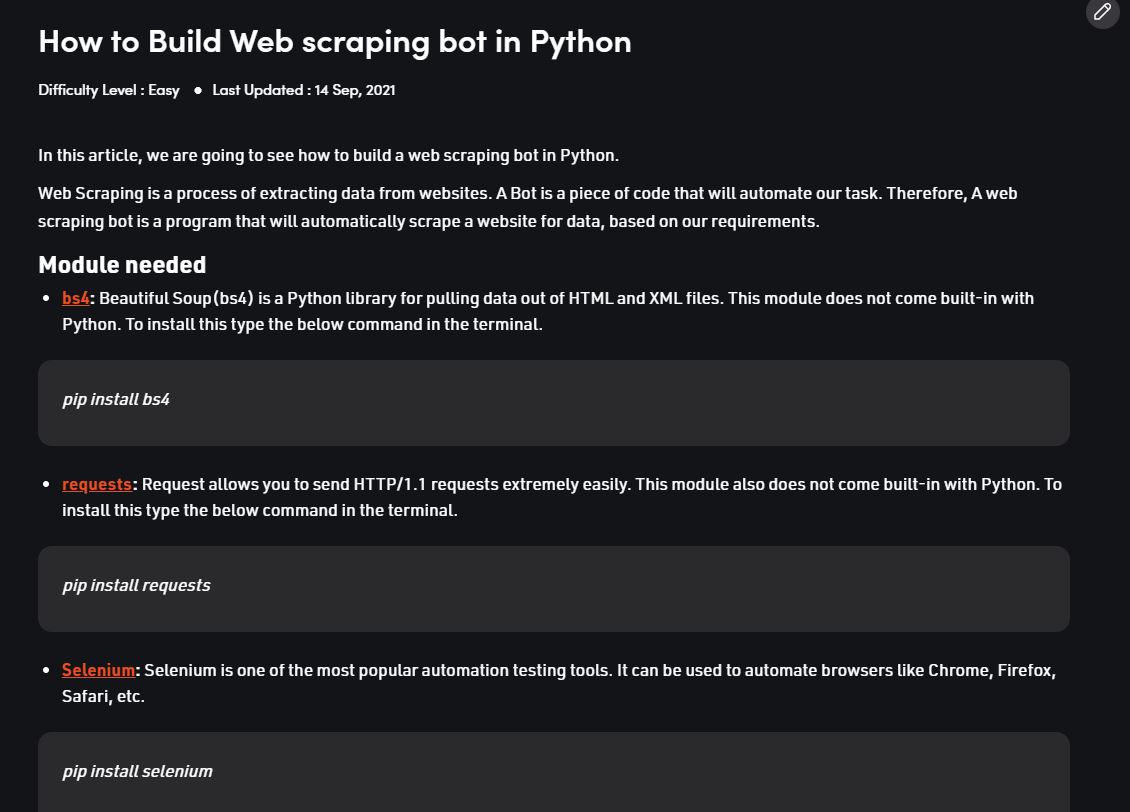 How to Build Web scraping bot in Python
Difficulty Level : Easy ● Last Updated : 14 Sep, 2021
In this article, we are going to see how to build a web scraping bot in Python.
Web Scraping is a process of extracting data from websites. A Bot is a piece of code that will automate our task. Therefore, A web
scraping bot is a program that will automatically scrape a website for data, based on our requirements.
Module needed
• bs4: Beautiful Soup(bs4) is a Python library for pulling data out of HTML and XML files. This module does not come built-in with
Python. To install this type the below command in the terminal.
pip install bs4
• requests: Request allows you to send HTTP/1.1 requests extremely easily. This module also does not come built-in with Python. To
install this type the below command in the terminal.
pip install requests
• Selenium: Selenium is one of the most popular automation testing tools. It can be used to automate browsers like Chrome, Firefox,
Safari, etc.
pip install selenium